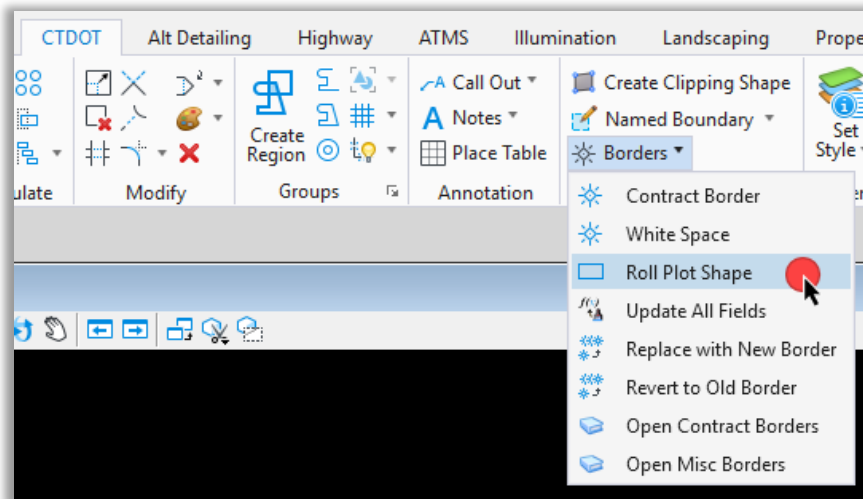 CTDOT Alt Detailing Highway ATMS Illumination Landscaping Prope
Call Out Create Clipping Shape
A Notes Named Boundary
Create
Region Place Table Borders Set
Style
ulate Modify Groups Annotation
Contract Border
White Space
Roll Plot Shape
Update All Fields
Replace with New Border
Revert to Old Border
Open Contract Borders
Open Misc Borders